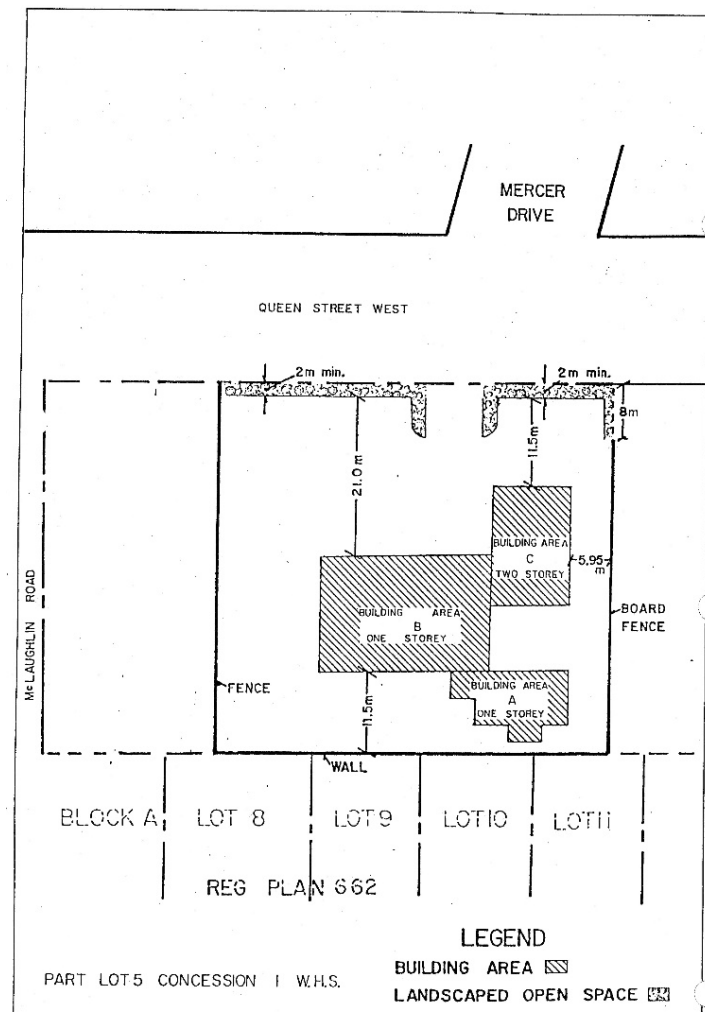 MERCER
DRIVE
QUEEN STREET WEST
2m min.
2m min.
8m
21.0m
11.5m
BUILDING AREA
C
TWO STOREY
5.95
m
BUILDING AREA
B
ONE STOREY
BOARD
FENCE
McLAUGHLIN ROAD
FENCE
BUILDING AREA
A
ONE STOREY
11.5m
WALL
BLOCK A
LOT 8
LOT 9
LOT 10
LOT 11
REG PLAN 662
LEGEND
BUILDING AREA
LANDSCAPED OPEN SPACE
PART LOT 5 CONCESSION 1 W.H.S.